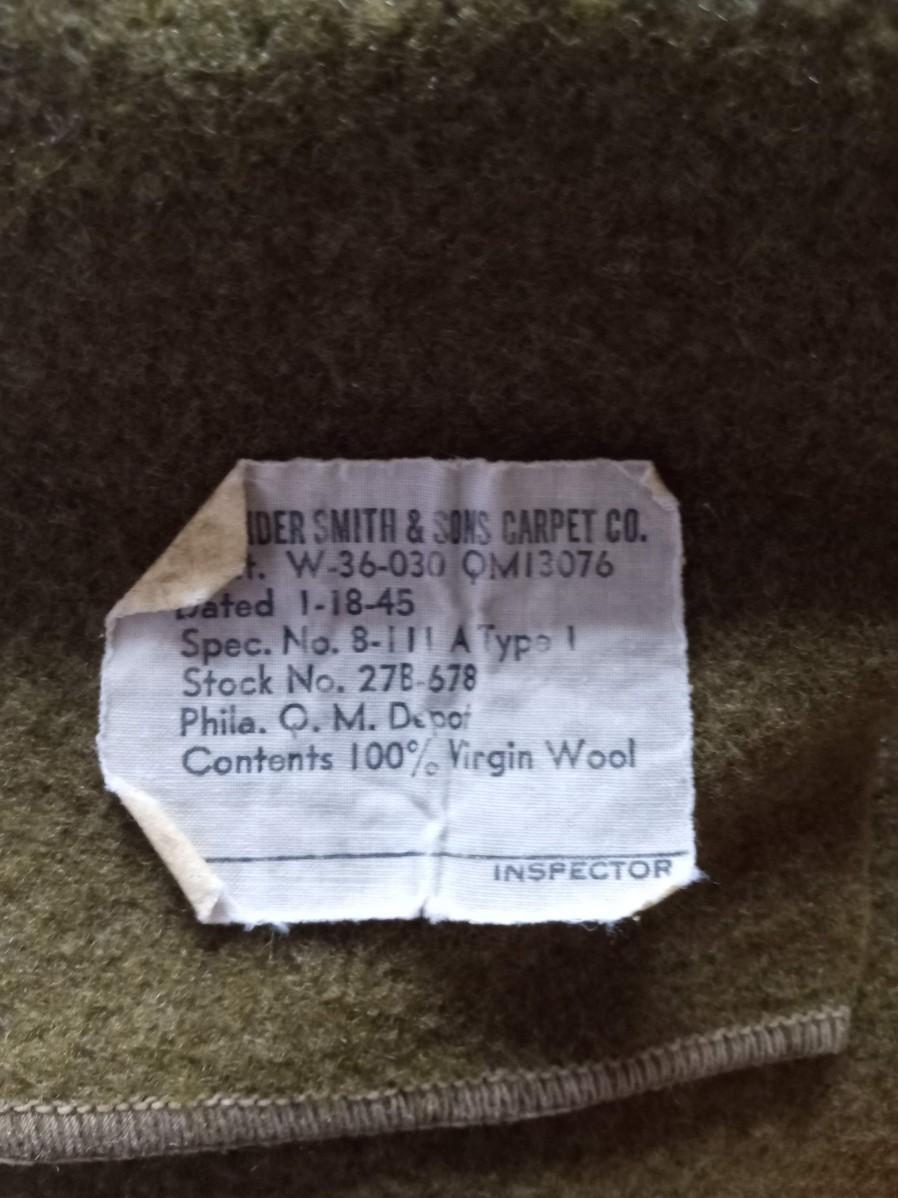 IDER SMITH & SONS CARPET CO.
t. W-36-030 QM13076
Dated 1-18-45
Spec. No. 8-111 A Type 1
Stock No. 27B-678
Phila. Q. M. Depot
Contents 100% Virgin Wool
INSPECTOR